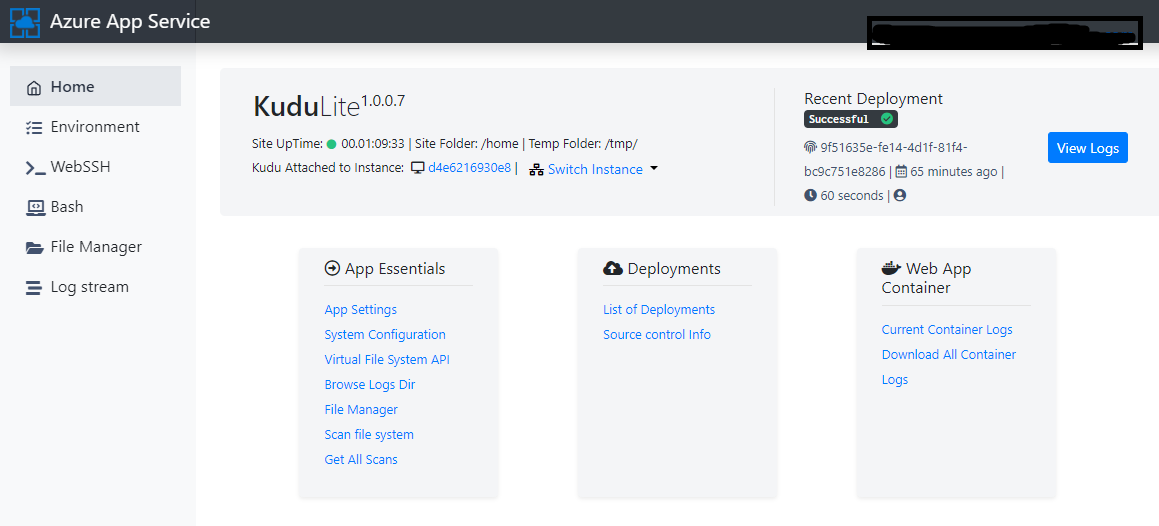 Azure App Service
Home
Environment
WebSSH
Bash
File Manager
Log stream
KuduLite1.0.0.7
Site UpTime: 00.01:09:33 | Site Folder: /home | Temp Folder: /tmp/
Kudu Attached to Instance: d4e6216930e8 | Switch Instance
Recent Deployment
Successful
9f51635e-fe14-4d1f-81f4-
bc9c751e8286 | 65 minutes ago |
60 seconds |
View Logs
App Essentials
App Settings
System Configuration
Virtual File System API
Browse Logs Dir
File Manager
Scan file system
Get All Scans
Deployments
List of Deployments
Source control Info
Web App
Container
Current Container Logs
Download All Container
Logs